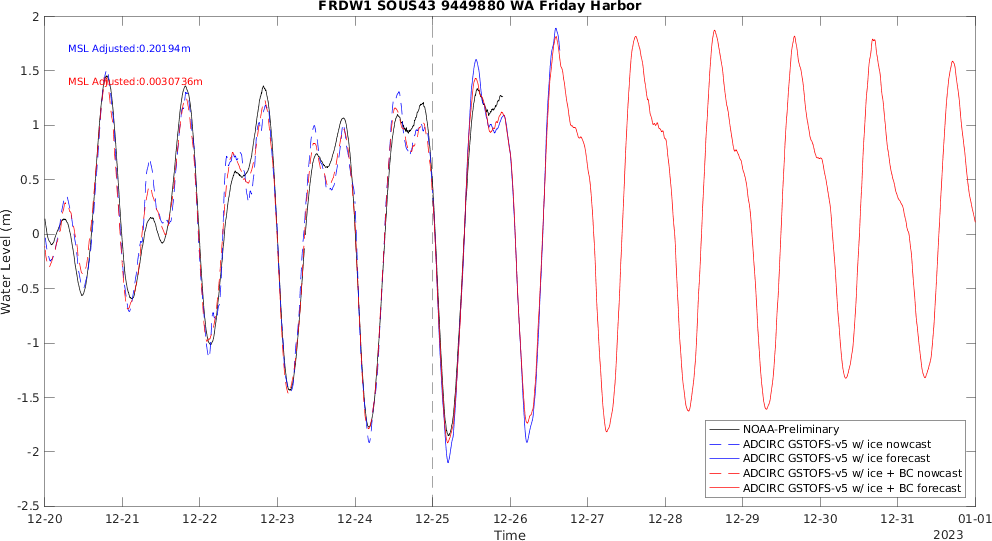 FRDW1 SOUS43 9449880 WA Friday Harbor
MSL Adjusted:0.20194m
MSL Adjusted:0.0030736m
Water Level (m)
2
1.5
1
0.5
0
-0.5
-1
-1.5
-2
-2.5
NOAA-Preliminary
ADCIRC GSTOFS-v5 w/ ice nowcast
ADCIRC GSTOFS-v5 w/ ice forecast
ADCIRC GSTOFS-v5 w/ ice + BC nowcast
ADCIRC GSTOFS-v5 w/ ice + BC forecast
12-20 12-21 12-22 12-23 12-24 12-25 12-26 12-27 12-28 12-29 12-30 12-31 01-01
Time
2023